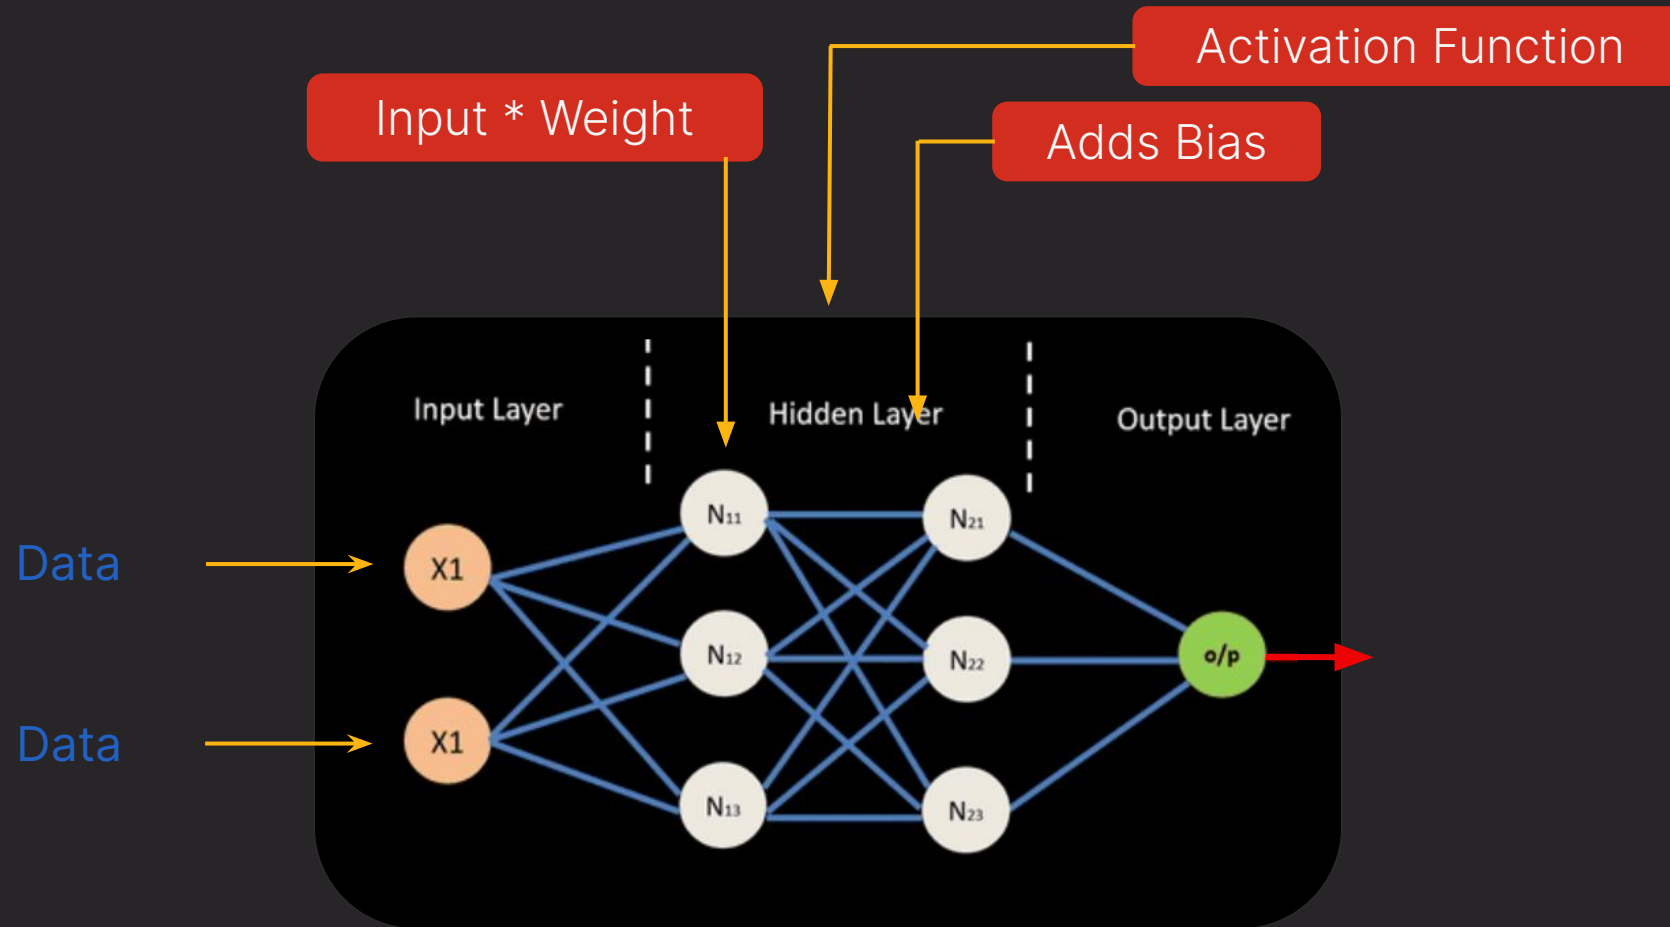 Activation Function
Input * Weight
Adds Bias
Input Layer
Hidden Layer
Output Layer
N11
N21
Data
X1
N12
N22
o/p
Data
X1
N13
N23